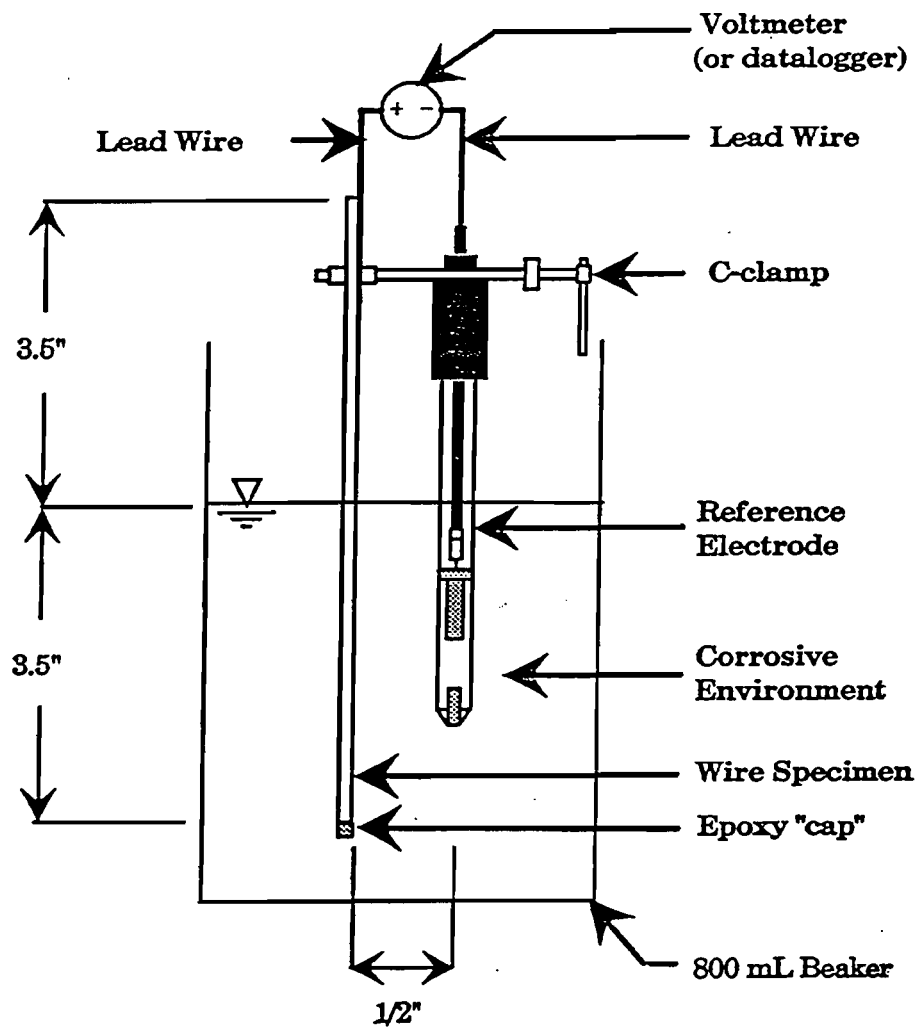 Voltmeter
(or datalogger)
+ -
Lead Wire
Lead Wire
C-clamp
3.5"
Reference
Electrode
3.5"
Corrosive
Environment
Wire Specimen
Epoxy "cap"
800 mL Beaker
1/2"